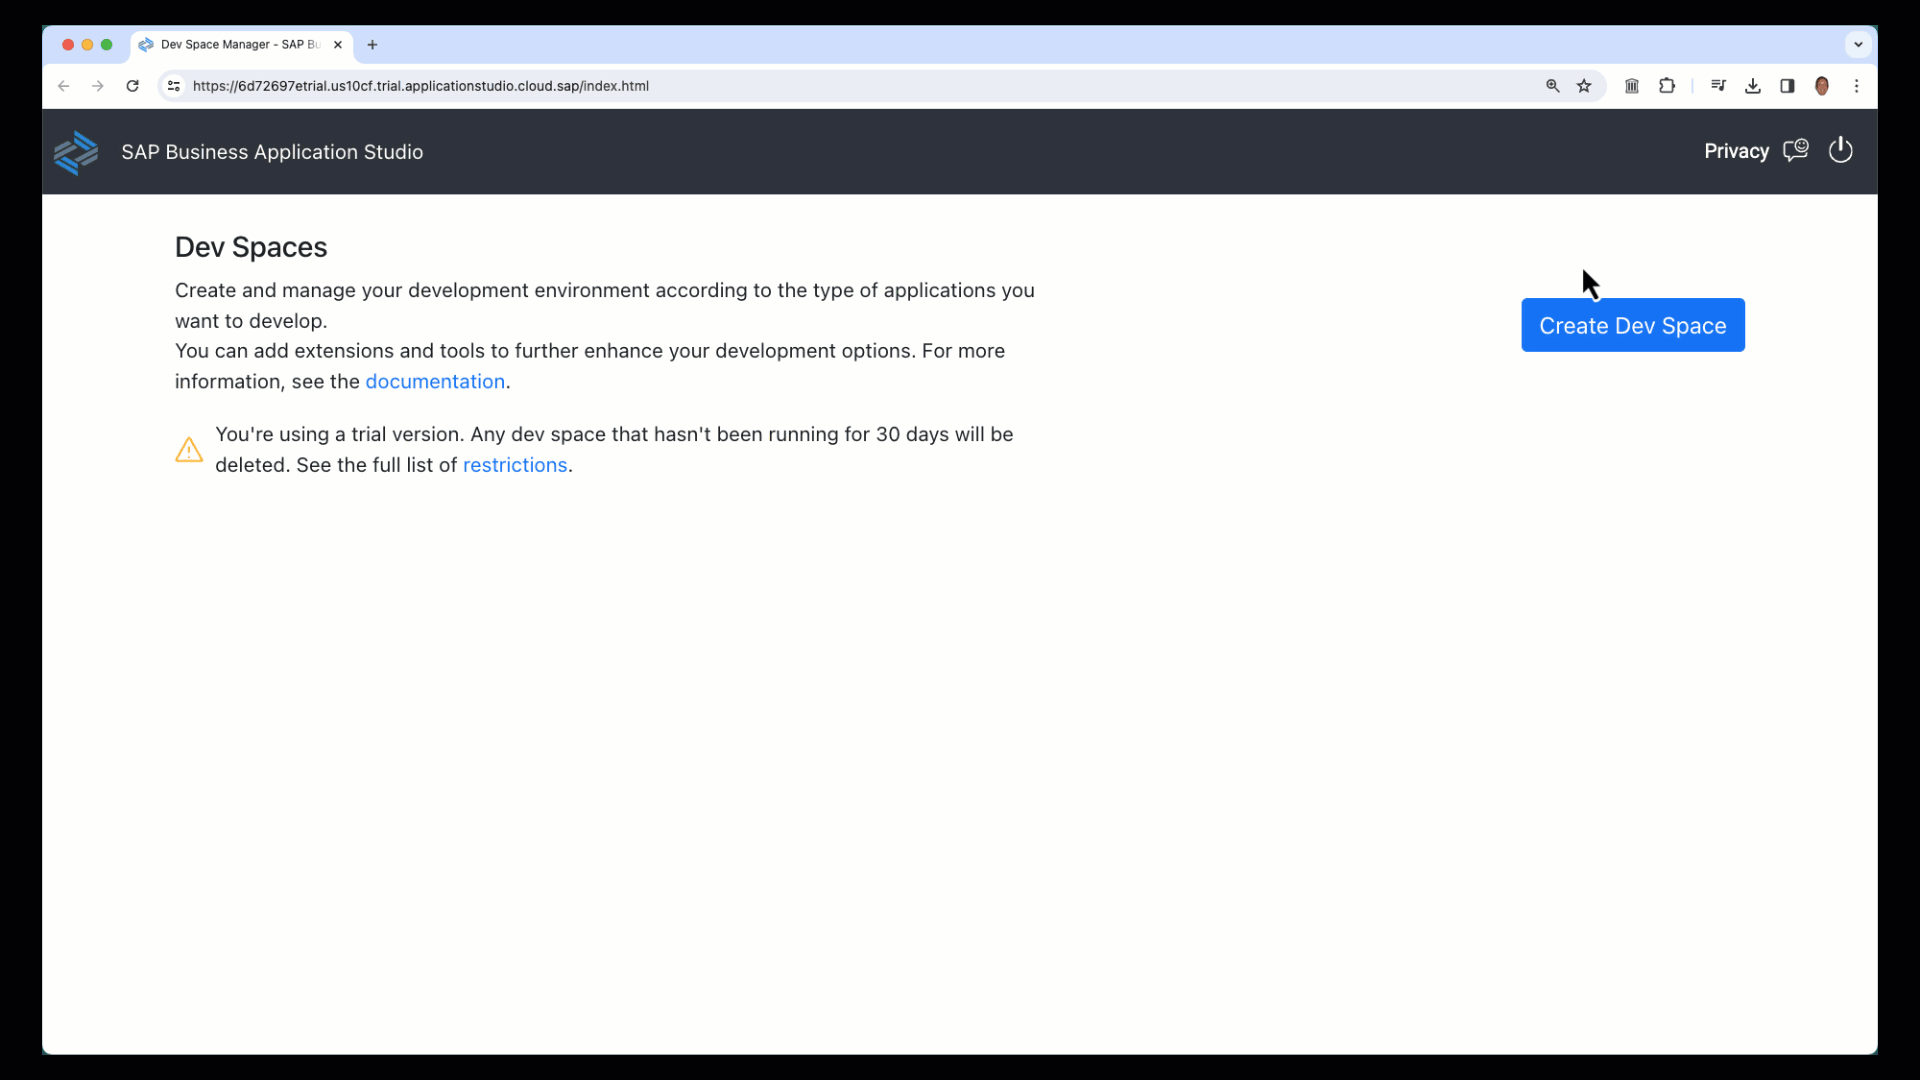 Dev Space Manager - SAP Bu
https://6d72697etrial.us10cf.trial.applicationstudio.cloud.sap/index.html
SAP Business Application Studio
Privacy
Dev Spaces
Create and manage your development environment according to the type of applications you
want to develop.
You can add extensions and tools to further enhance your development options. For more
information, see the documentation.
Create Dev Space
You're using a trial version. Any dev space that hasn't been running for 30 days will be
deleted. See the full list of restrictions.